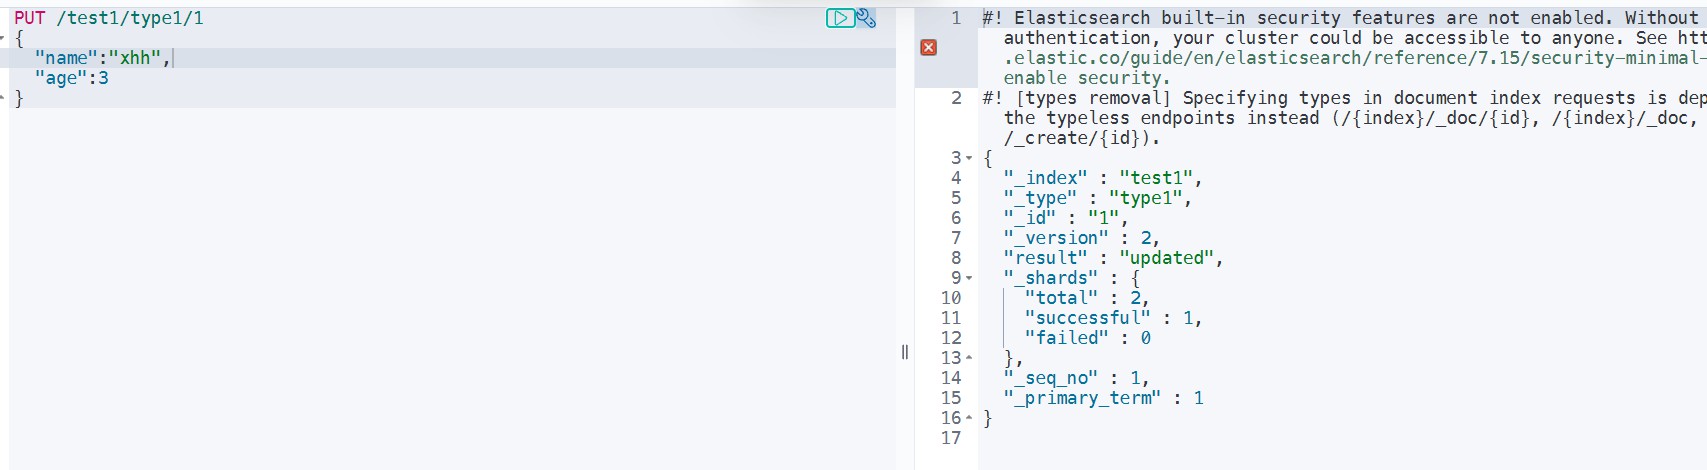 PUT /test1/type1/1
{
"name":"xhh",
"age":3
}
1 #! Elasticsearch built-in security features are not enabled. Without
authentication, your cluster could be accessible to anyone. See
.elastic.co/guide/en/elasticsearch/reference/7.15/security-minimal-
enable security.
2 #! [types removal] Specifying types in document index requests is
the typeless endpoints instead (/{index}/_doc/{id}, /{index}/_doc,
/_create/{id}).
3 {
4 "_index" : "test1",
5 "_type" : "type1",
6 "_id" : "1",
7 "_version" : 2,
8 "result" : "updated",
9 "_shards" : {
10 "total" : 2,
11 "successful" : 1,
12 "failed" : 0
13 },
14 "_seq_no" : 1,
15 "_primary_term" : 1
16 }
17